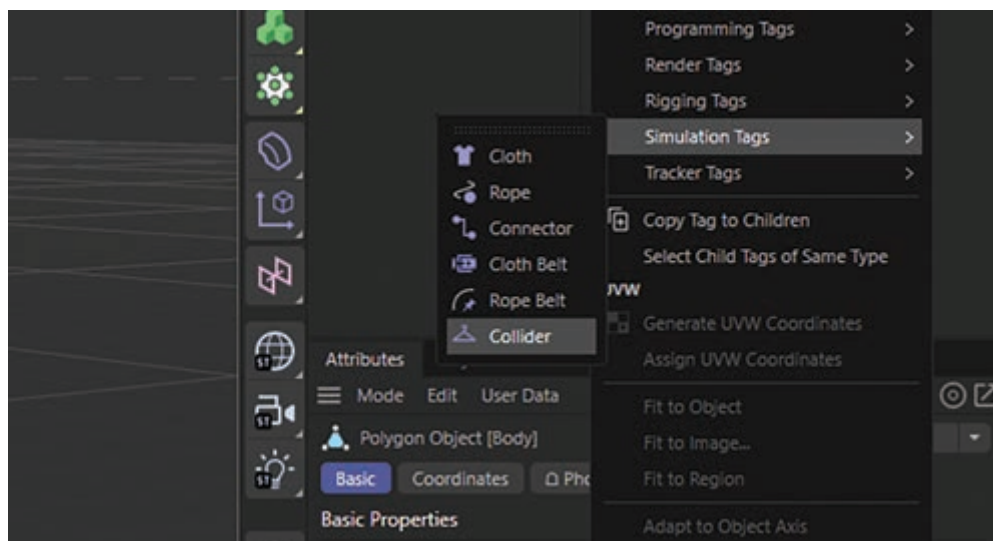 Programming Tags
Render Tags
Rigging Tags
Simulation Tags
Tracker Tags
Copy Tag to Children
Select Child Tags of Same Type
UVW
Generate UVW Coordinates
Assign UVW Coordinates
Fit to Object
Fit to Image...
Fit to Region
Adapt to Object Axis
Cloth
Rope
Connector
Cloth Belt
Rope Belt
Collider
Attributes
Mode Edit User Data
Polygon Object [Body]
Basic Coordinates
Basic Properties
ST
ST
ST